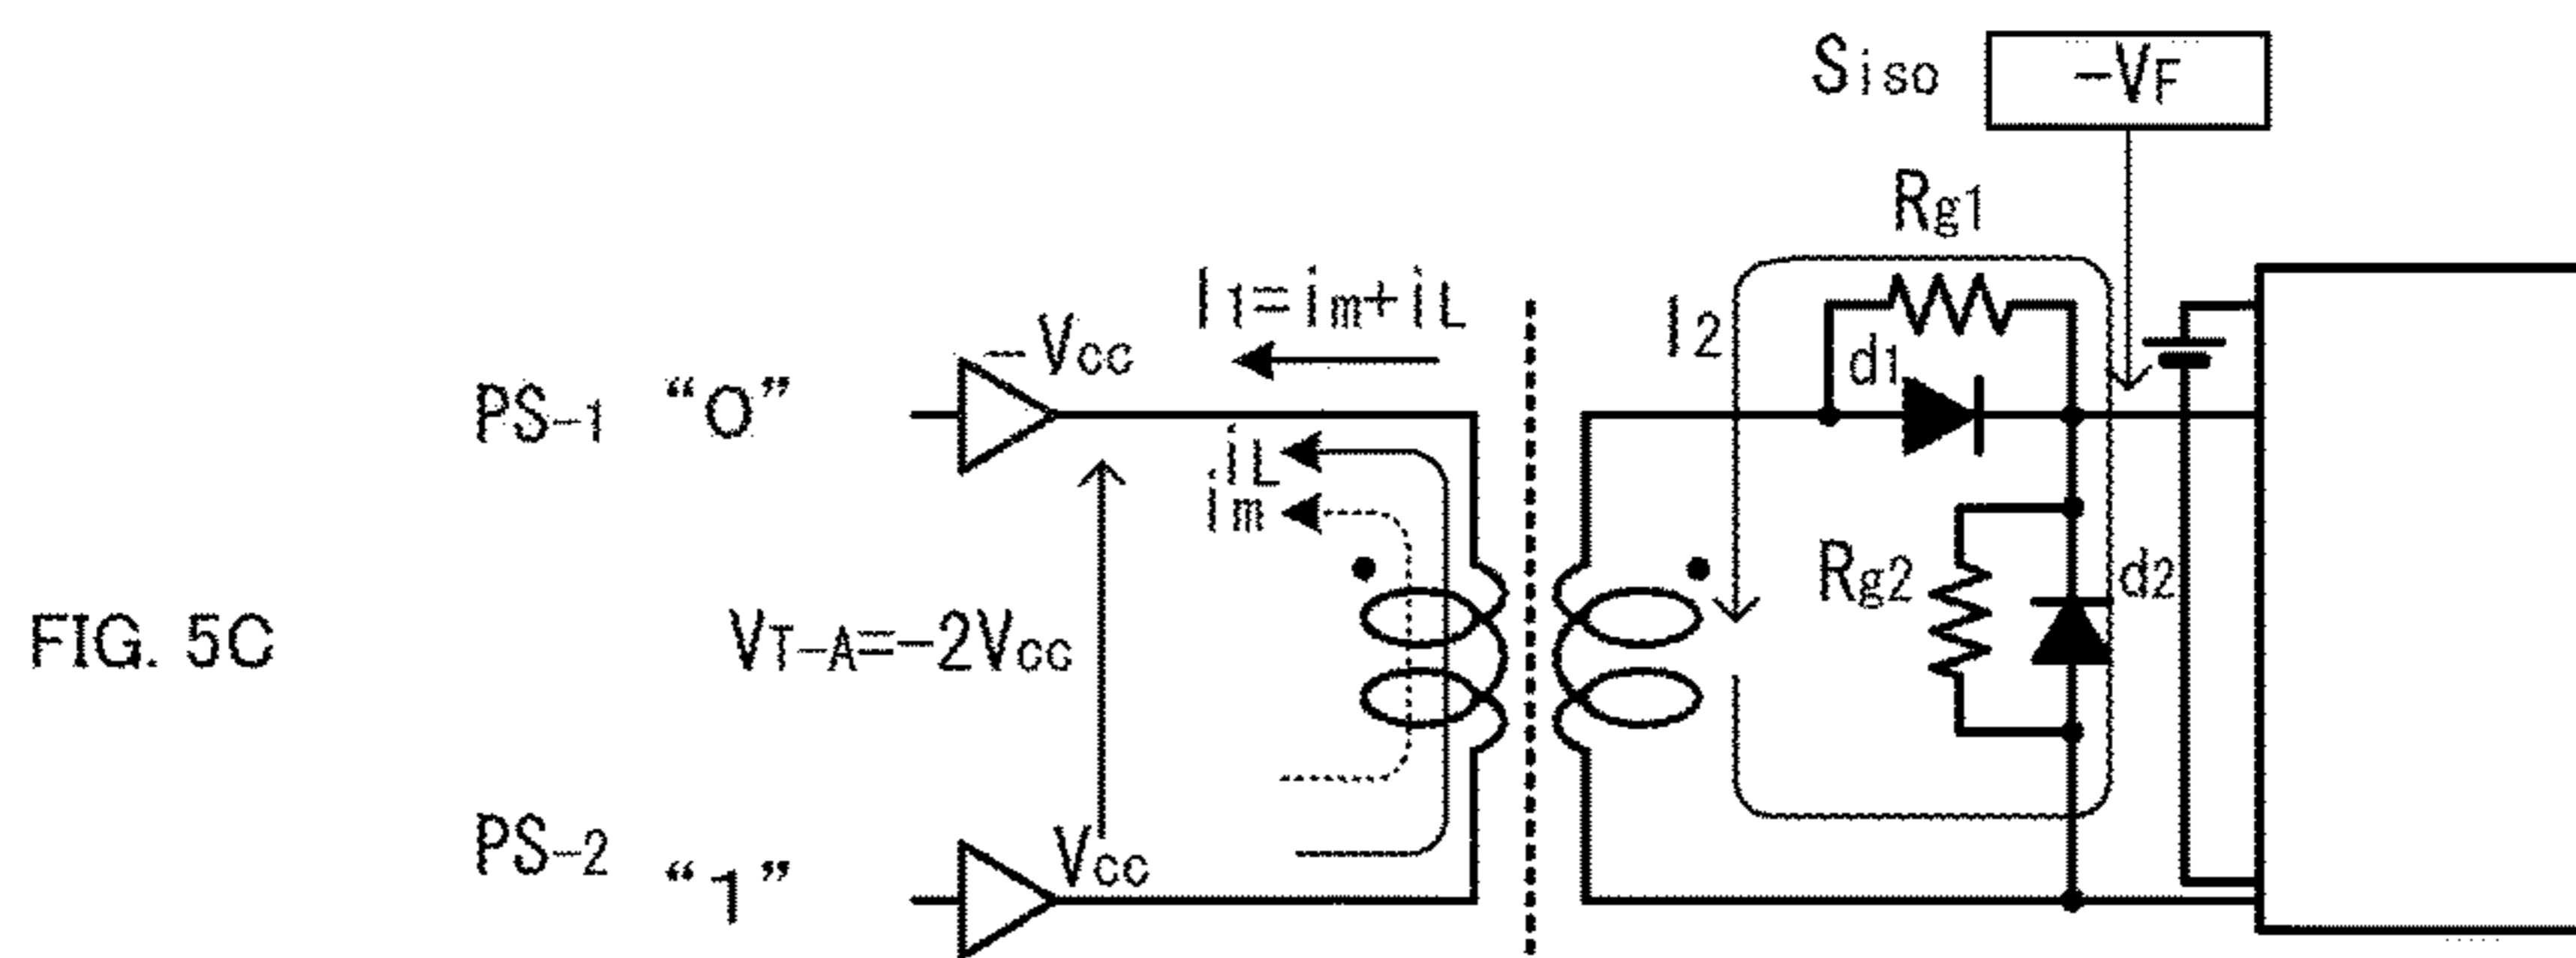 Siso
-VF
Rg1
I1=im+iL
I2
-Vcc
d1
PS-1 “0”
iL
im
Rg2
d2
FIG. 5C
VT-A=-2Vcc
PS-2 “1”
Vcc